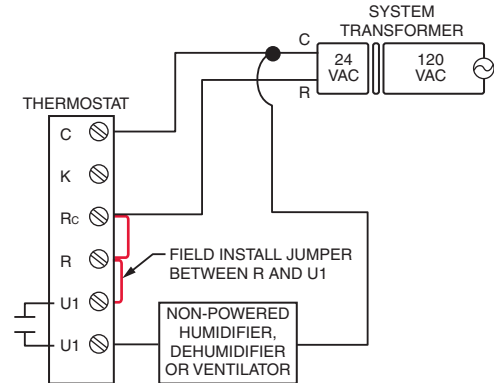 SYSTEM
TRANSFORMER
C
24
VAC
120
VAC
R
THERMOSTAT
C
K
Rc
R
FIELD INSTALL JUMPER
BETWEEN R AND U1
U1
U1
NON-POWERED
HUMIDIFIER,
DEHUMIDIFIER
OR VENTILATOR